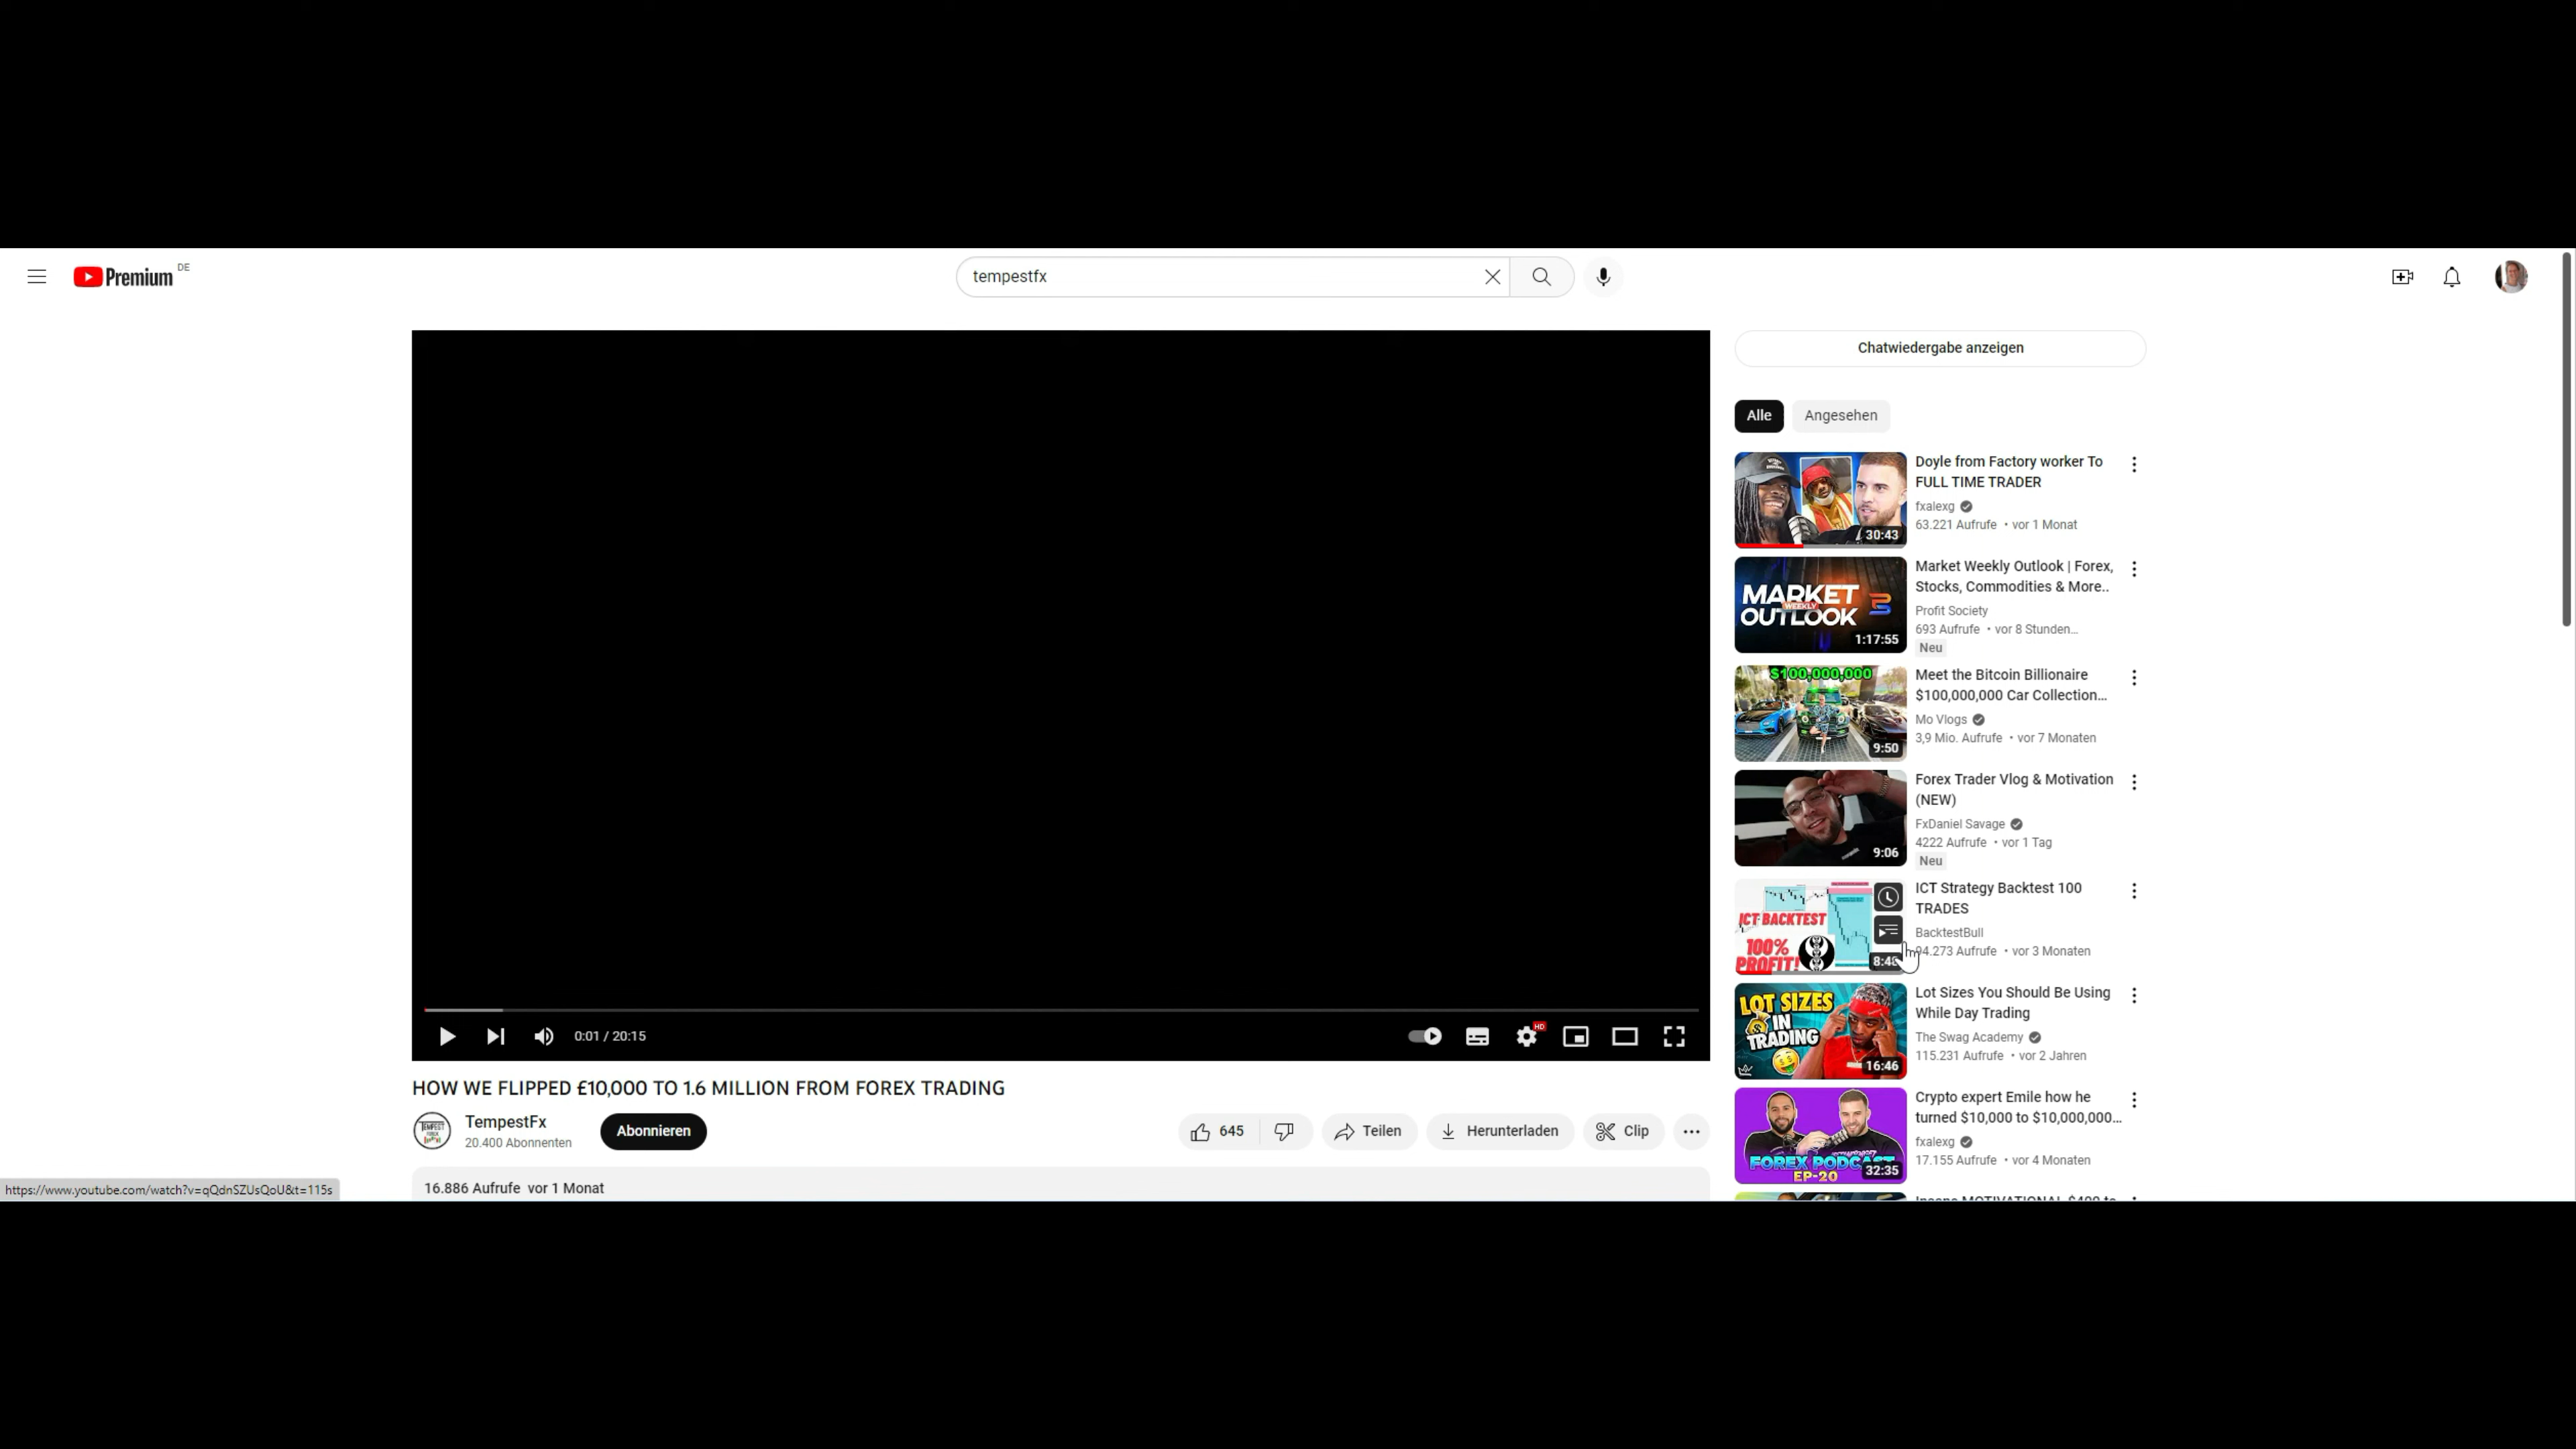 Premium DE
tempestfx
Chatwiedergabe anzeigen
Alle
Angesehen
Doyle from Factory worker To
FULL TIME TRADER
fxalexg
63.221 Aufrufe • vor 1 Monat
30:43
MARKET
WEEKLY
OUTLOOK
1:17:55
Market Weekly Outlook | Forex,
Stocks, Commodities & More..
Profit Society
693 Aufrufe • vor 8 Stunden...
Neu
$100,000,000
9:50
Meet the Bitcoin Billionaire
$100,000,000 Car Collection...
Mo Vlogs
3,9 Mio. Aufrufe • vor 7 Monaten
9:06
Forex Trader Vlog & Motivation
(NEW)
FxDaniel Savage
4222 Aufrufe • vor 1 Tag
Neu
ICT BACKTEST
100%
PROFIT!
8:48
ICT Strategy Backtest 100
TRADES
BacktestBull
94.273 Aufrufe • vor 3 Monaten
LOT SIZES
IN
TRADING
16:46
Lot Sizes You Should Be Using
While Day Trading
The Swag Academy
115.231 Aufrufe • vor 2 Jahren
FOREX PODCAST
EP-20
32:35
Crypto expert Emile how he
turned $10,000 to $10,000,000...
fxalexg
17.155 Aufrufe • vor 4 Monaten
0:01 / 20:15
HD
HOW WE FLIPPED £10,000 TO 1.6 MILLION FROM FOREX TRADING
TempestFx
20.400 Abonnenten
Abonnieren
645
Teilen
Herunterladen
Clip
16.886 Aufrufe vor 1 Monat
https://www.youtube.com/watch?v=qQdnSZUsQoU&t=115s